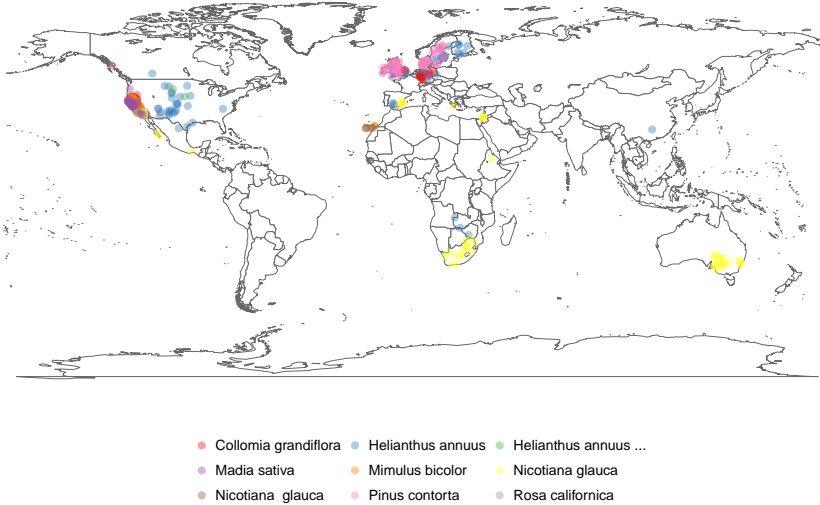 Collomia grandiflora Helianthus annuus Helianthus annuus ...
Madia sativa Mimulus bicolor Nicotiana glauca
Nicotiana  glauca Pinus contorta Rosa californica